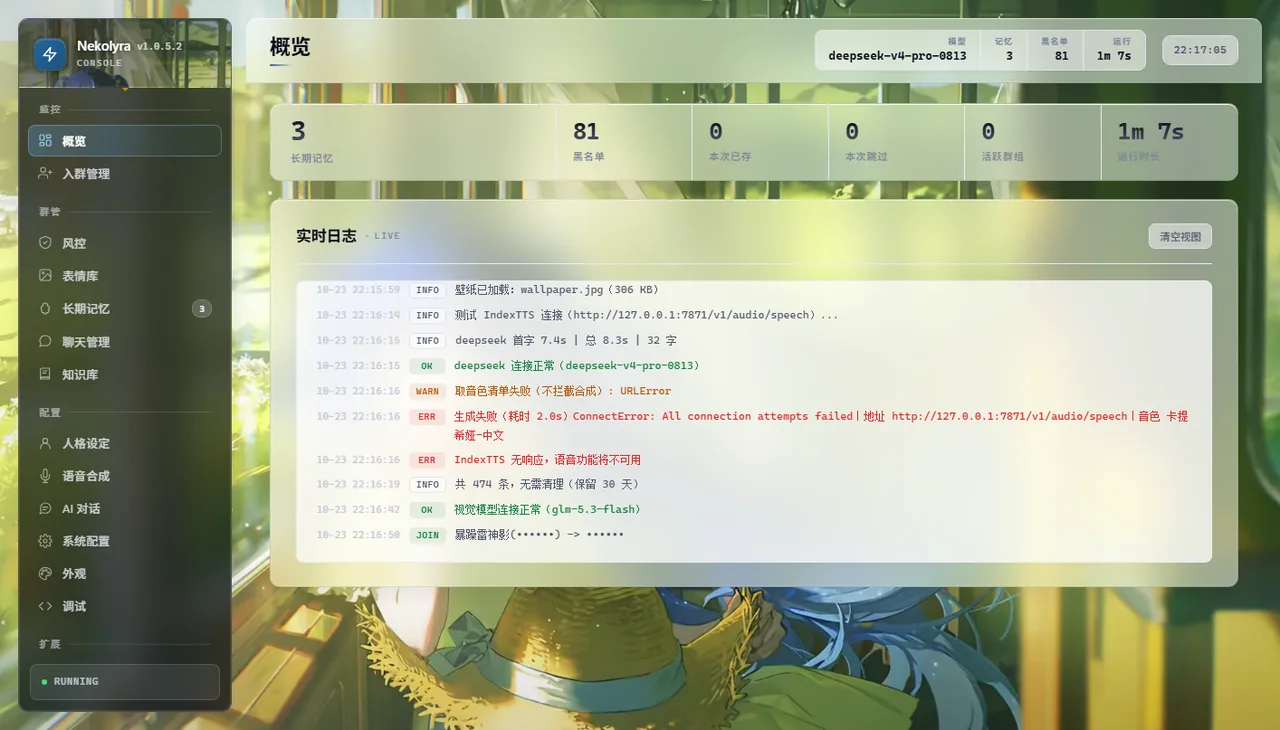 Nekolyra v1.0.5.2
CONSOLE
监控
概览
入群管理
群管
风控
表情库
长期记忆 3
聊天管理
知识库
配置
人格设定
语音合成
AI 对话
系统配置
外观
调试
扩展
RUNNING
概览
模型
deepseek-v4-pro-0813
记忆
3
黑名单
81
运行
1m 7s
22:17:05
3
长期记忆
81
黑名单
0
本次已存
0
本次跳过
0
活跃群组
1m 7s
运行时长
实时日志 · LIVE
清空视图
10-23 22:15:59 INFO 壁纸已加载: wallpaper.jpg (306 KB)
10-23 22:16:14 INFO 测试 IndexTTS 连接 (http://127.0.0.1:7871/v1/audio/speech) ...
10-23 22:16:15 INFO deepseek 首字 7.4s | 总 8.3s | 32 字
10-23 22:16:15 OK deepseek 连接正常 (deepseek-v4-pro-0813)
10-23 22:16:16 WARN 取音色清单失败 (不拦截合成) : URLError
10-23 22:16:16 ERR 生成失败 (耗时 2.0s) ConnectError: All connection attempts failed | 地址 http://127.0.0.1:7871/v1/audio/speech | 音色 卡提
希娅-中文
10-23 22:16:16 ERR IndexTTS 无响应，语音功能将不可用
10-23 22:16:19 INFO 共 474 条，无需清理 (保留 30 天)
10-23 22:16:42 OK 视觉模型连接正常 (glm-5.3-flash)
10-23 22:16:50 JOIN 暴躁雷神影(••••••) -> ••••••